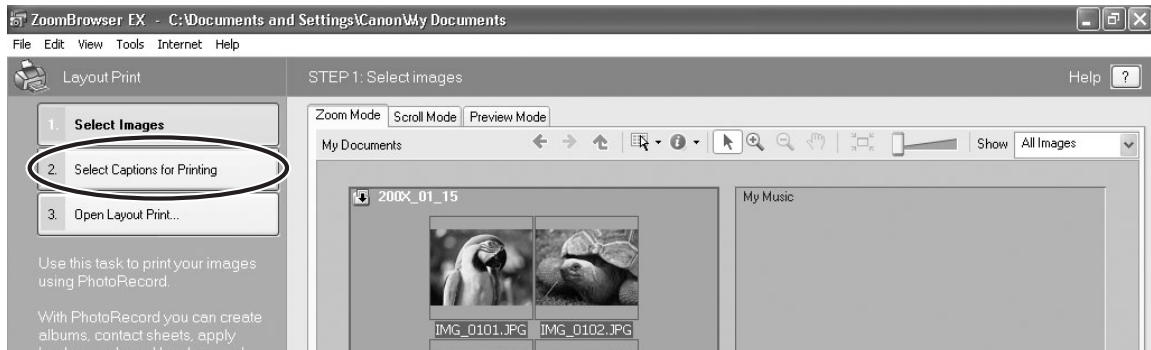 ZoomBrowser EX - C:\Documents and Settings\Canon\My Documents
File Edit View Tools Internet Help
Layout Print
STEP 1: Select images
Help ?
1. Select Images
2. Select Captions for Printing
3. Open Layout Print...
Use this task to print your images
using PhotoRecord.
With PhotoRecord you can create
albums, contact sheets, apply
Zoom Mode Scroll Mode Preview Mode
My Documents
Show All Images
200X_01_15
My Music
IMG_0101.JPG IMG_0102.JPG